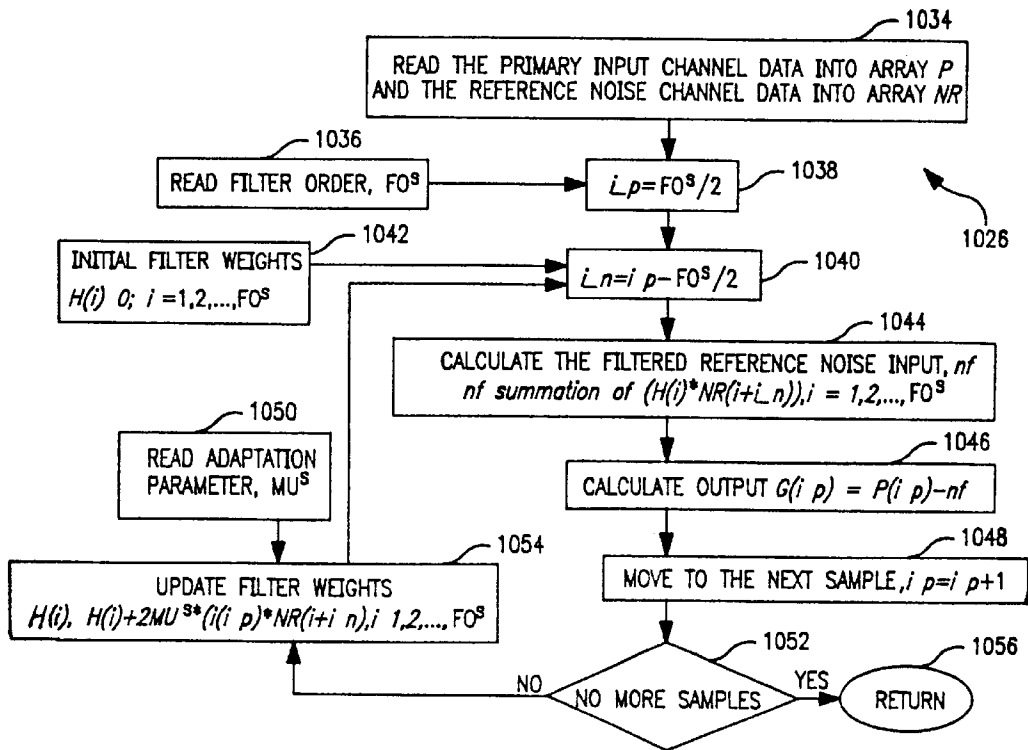 1034
READ THE PRIMARY INPUT CHANNEL DATA INTO ARRAY P
AND THE REFERENCE NOISE CHANNEL DATA INTO ARRAY NR
1036
READ FILTER ORDER, FO^S
i_p=FO^S/2
1038
1026
1042
INITIAL FILTER WEIGHTS
H(i) 0; i =1,2,...,FO^S
i_n=i p-FO^S/2
1040
1044
CALCULATE THE FILTERED REFERENCE NOISE INPUT, nf
nf summation of (H(i)*NR(i+i_n)),i = 1,2,...,FO^S
1050
READ ADAPTATION
PARAMETER, MU^S
1046
CALCULATE OUTPUT G(i p) = P(i p)-nf
1054
UPDATE FILTER WEIGHTS
H(i), H(i)+2MU^S*(i(i p)*NR(i+i n),i 1,2,...,FO^S
1048
MOVE TO THE NEXT SAMPLE,i p=i p+1
1052
NO MORE SAMPLES
NO
YES
1056
RETURN